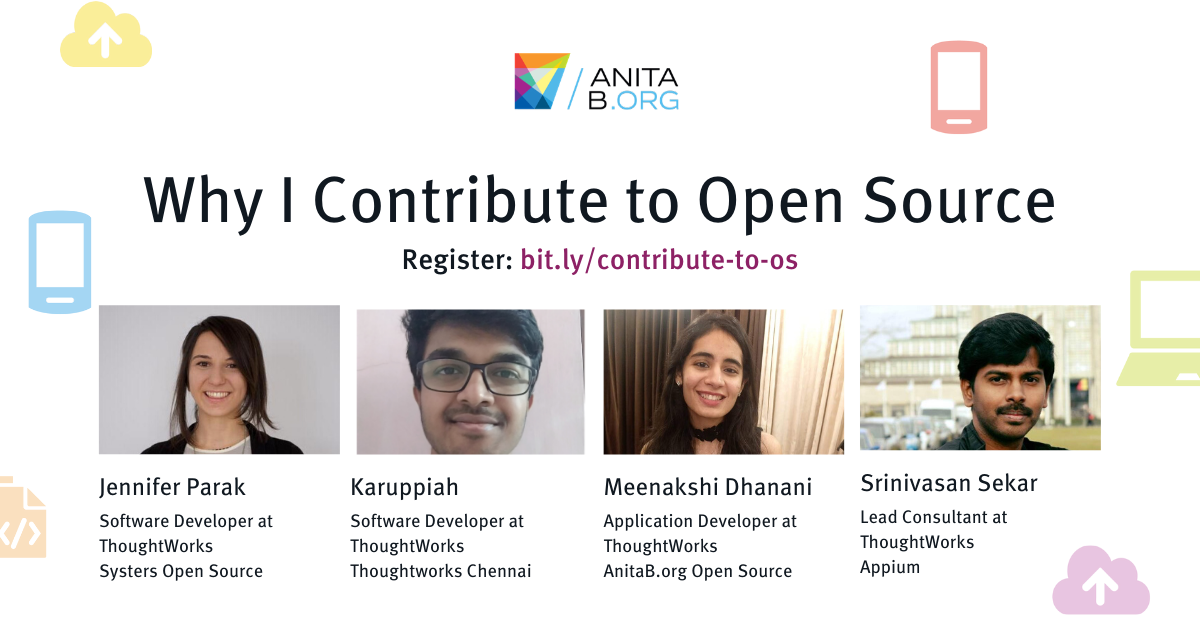 ANITA
B.ORG
Why I Contribute to Open Source
Register: bit.ly/contribute-to-os
Jennifer Parak
Software Developer at
ThoughtWorks
Systers Open Source
Karuppiah
Software Developer at
ThoughtWorks
Thoughtworks Chennai
Meenakshi Dhanani
Application Developer at
ThoughtWorks
AnitaB.org Open Source
Srinivasan Sekar
Lead Consultant at
ThoughtWorks
Appium